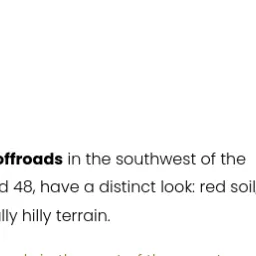 offroads in the southwest of the
d 48, have a distinct look: red soil,
lly hilly terrain.